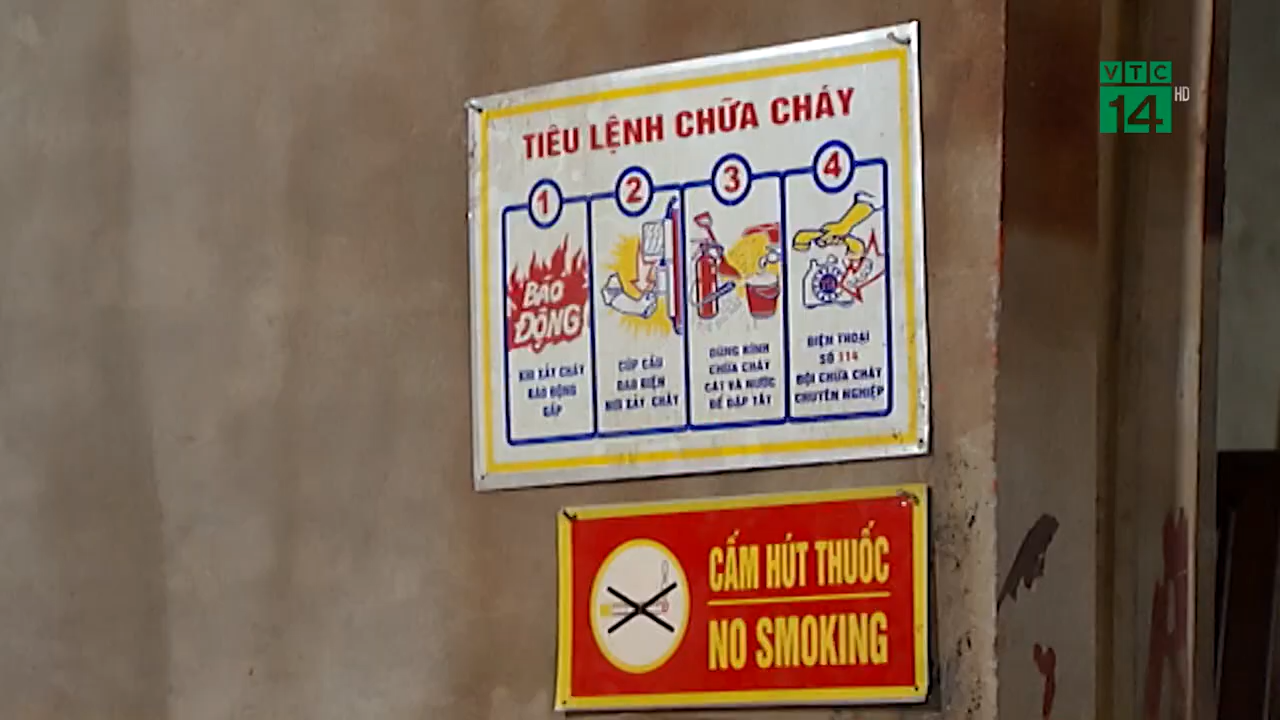 VTC
14 HD
TIÊU LỆNH CHỮA CHÁY
1
2
3
4
BÁO
ĐỘNG!
KHI XẢY CHÁY
BÁO ĐỘNG
GẤP
CÚP CẦU
DAO ĐIỆN
NƠI XẢY CHÁY
DÙNG BÌNH
CHỮA CHÁY
CÁT VÀ NƯỚC
ĐỂ DẬP TẮT
ĐIỆN THOẠI
SỐ 114
ĐỘI CHỮA CHÁY
CHUYÊN NGHIỆP
CẤM HÚT THUỐC
NO SMOKING